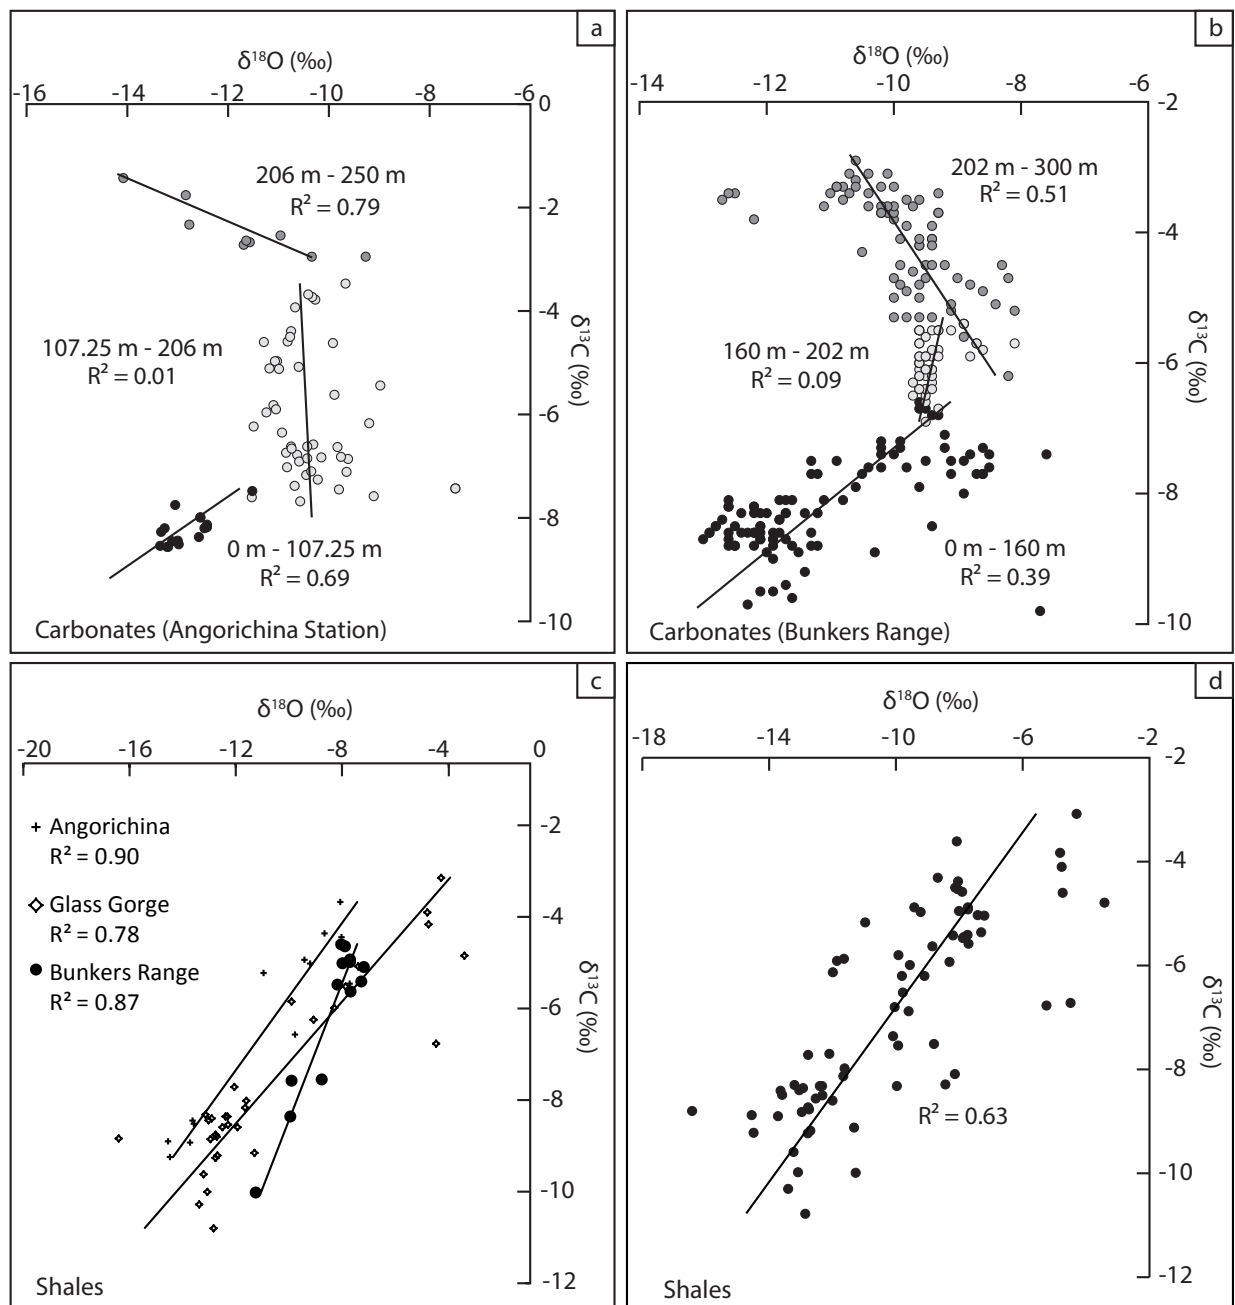 a
δ¹⁸O (‰)
-16 -14 -12 -10 -8 -6
0
-2
-4
-6
-8
-10
δ¹³C (‰)
206 m - 250 m
R² = 0.79
107.25 m - 206 m
R² = 0.01
0 m - 107.25 m
R² = 0.69
Carbonates (Angorichina Station)
b
δ¹⁸O (‰)
-14 -12 -10 -8 -6
-2
-4
-6
-8
-10
δ¹³C (‰)
202 m - 300 m
R² = 0.51
160 m - 202 m
R² = 0.09
0 m - 160 m
R² = 0.39
Carbonates (Bunkers Range)
c
δ¹⁸O (‰)
-20 -16 -12 -8 -4 0
-2
-4
-6
-8
-10
-12
δ¹³C (‰)
Angorichina
R² = 0.90
Glass Gorge
R² = 0.78
Bunkers Range
R² = 0.87
Shales
d
δ¹⁸O (‰)
-18 -14 -10 -6 -2
-2
-4
-6
-8
-10
-12
δ¹³C (‰)
R² = 0.63
Shales